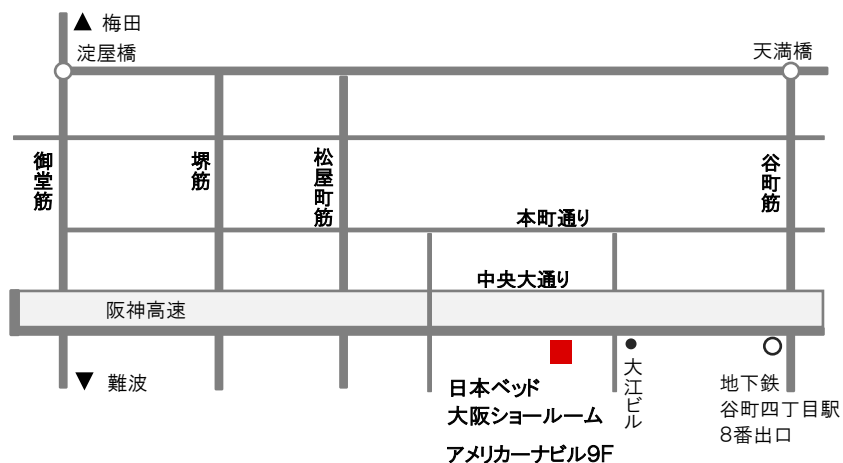 ▲ 梅田
淀屋橋
天満橋
御堂筋
堺筋
松屋町筋
谷町筋
本町通り
中央大通り
阪神高速
▼ 難波
日本ベッド
大阪ショールーム
アメリカーナビル9F
大江ビル
地下鉄
谷町四丁目駅
8番出口